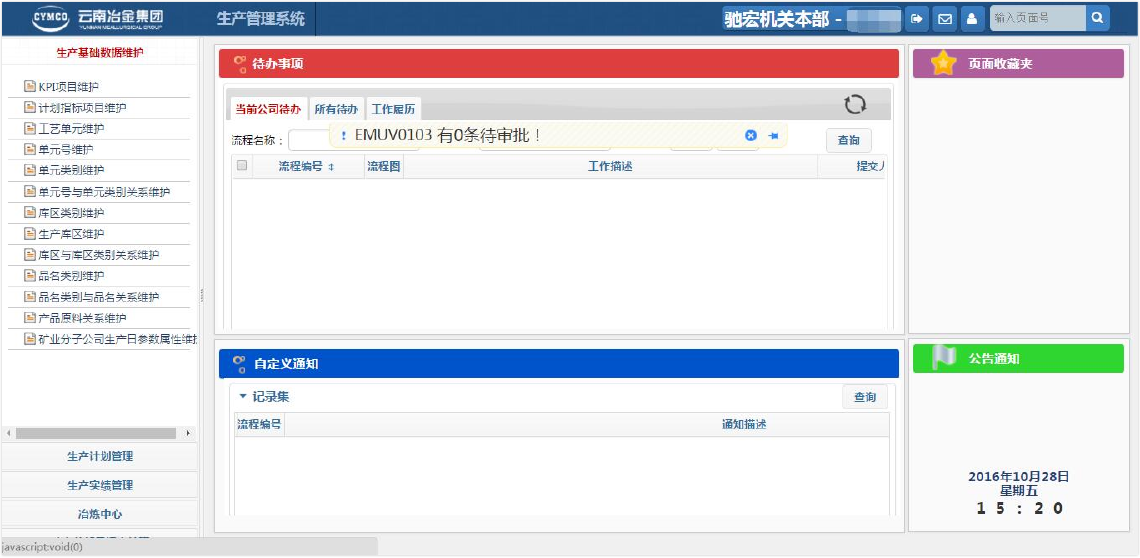 CYMCO 云南冶金集团 生产管理系统 驰宏机关本部 - 输入页面号
YUNNAN METALLURGICAL GROUP
生产基础数据维护
KPI项目维护
计划指标项目维护
工艺单元维护
单元号维护
单元类别维护
单元号与单元类别关系维护
库区类别维护
生产库区维护
库区与库区类别关系维护
品名类别维护
品名类别与品名关系维护
产品原料关系维护
矿业分子公司生产日参数属性维护
生产计划管理
生产实绩管理
冶炼中心
javascript:void(0)
待办事项
当前公司待办 所有待办 工作履历
流程名称: EMUV0103 有0条待审批! 查询
流程编号 流程图 工作描述 提交人
自定义通知
记录集 查询
流程编号 通知描述
页面收藏夹
公告通知
2016年10月28日
星期五
15:20